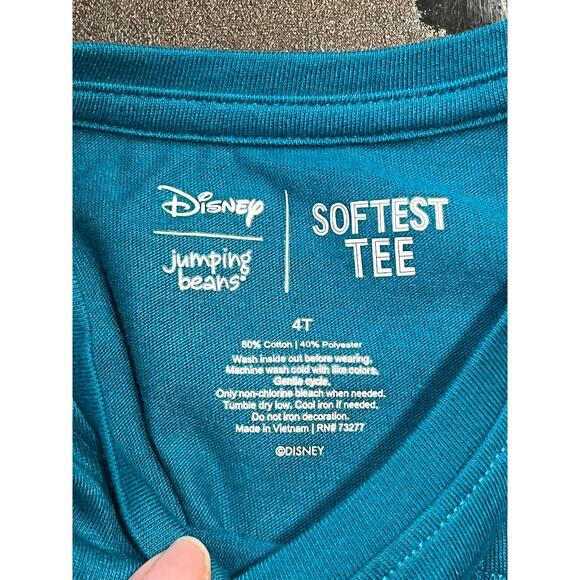 Disney
jumping
beans®
SOFTEST
TEE
4T
60% Cotton | 40% Polyester
Wash inside out before wearing.
Machine wash cold with like colors.
Gentle cycle.
Only non-chlorine bleach when needed.
Tumble dry low. Cool iron if needed.
Do not iron decoration.
Made in Vietnam | RN# 73277
©DISNEY